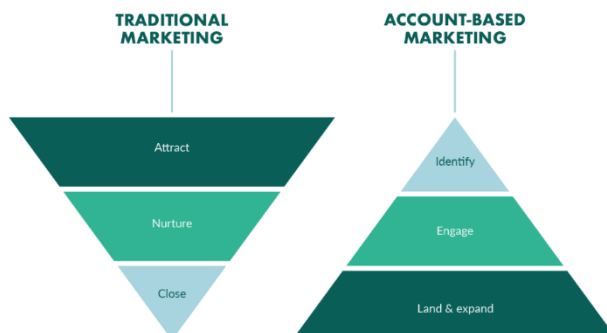 TRADITIONAL
MARKETING
Attract
Nurture
Close
ACCOUNT-BASED
MARKETING
Identify
Engage
Land & expand